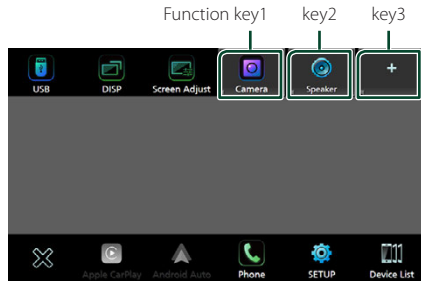 Function key1 key2 key3
USB DISP Screen Adjust Camera Speaker +
Apple CarPlay Android Auto Phone SETUP Device List